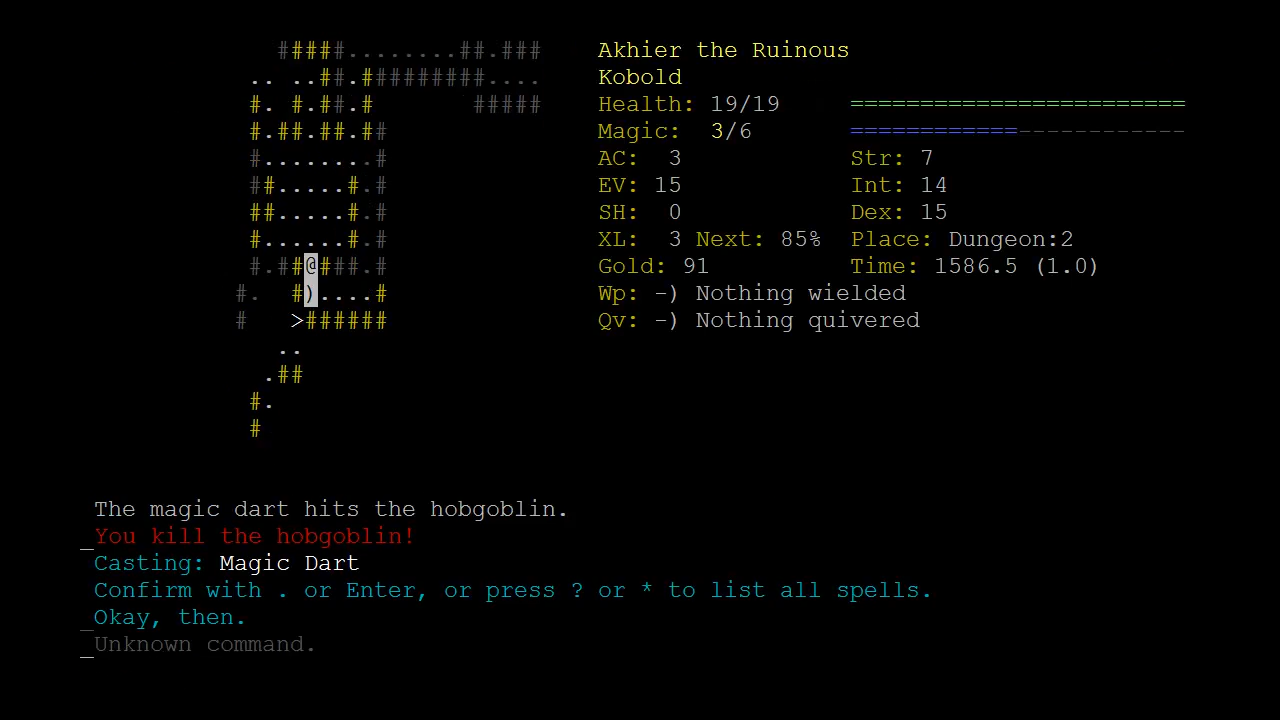 ####.........##.### Akhier the Ruinous
.. ..##.#########.... Kobold
#. #.##.# ##### Health: 19/19 ========================
#.##.##.## Magic: 3/6 ============------------
#........# AC: 3 Str: 7
##.....#.# EV: 15 Int: 14
##.....#.# SH: 0 Dex: 15
#......#.# XL: 3 Next: 85% Place: Dungeon:2
#.##@###.# Gold: 91 Time: 1586.5 (1.0)
#. #)....# Wp: -) Nothing wielded
# >###### Qv: -) Nothing quivered
..
.##
#.
#
The magic dart hits the hobgoblin.
_You kill the hobgoblin!
Casting: Magic Dart
Confirm with . or Enter, or press ? or * to list all spells.
_Okay, then.
_Unknown command.